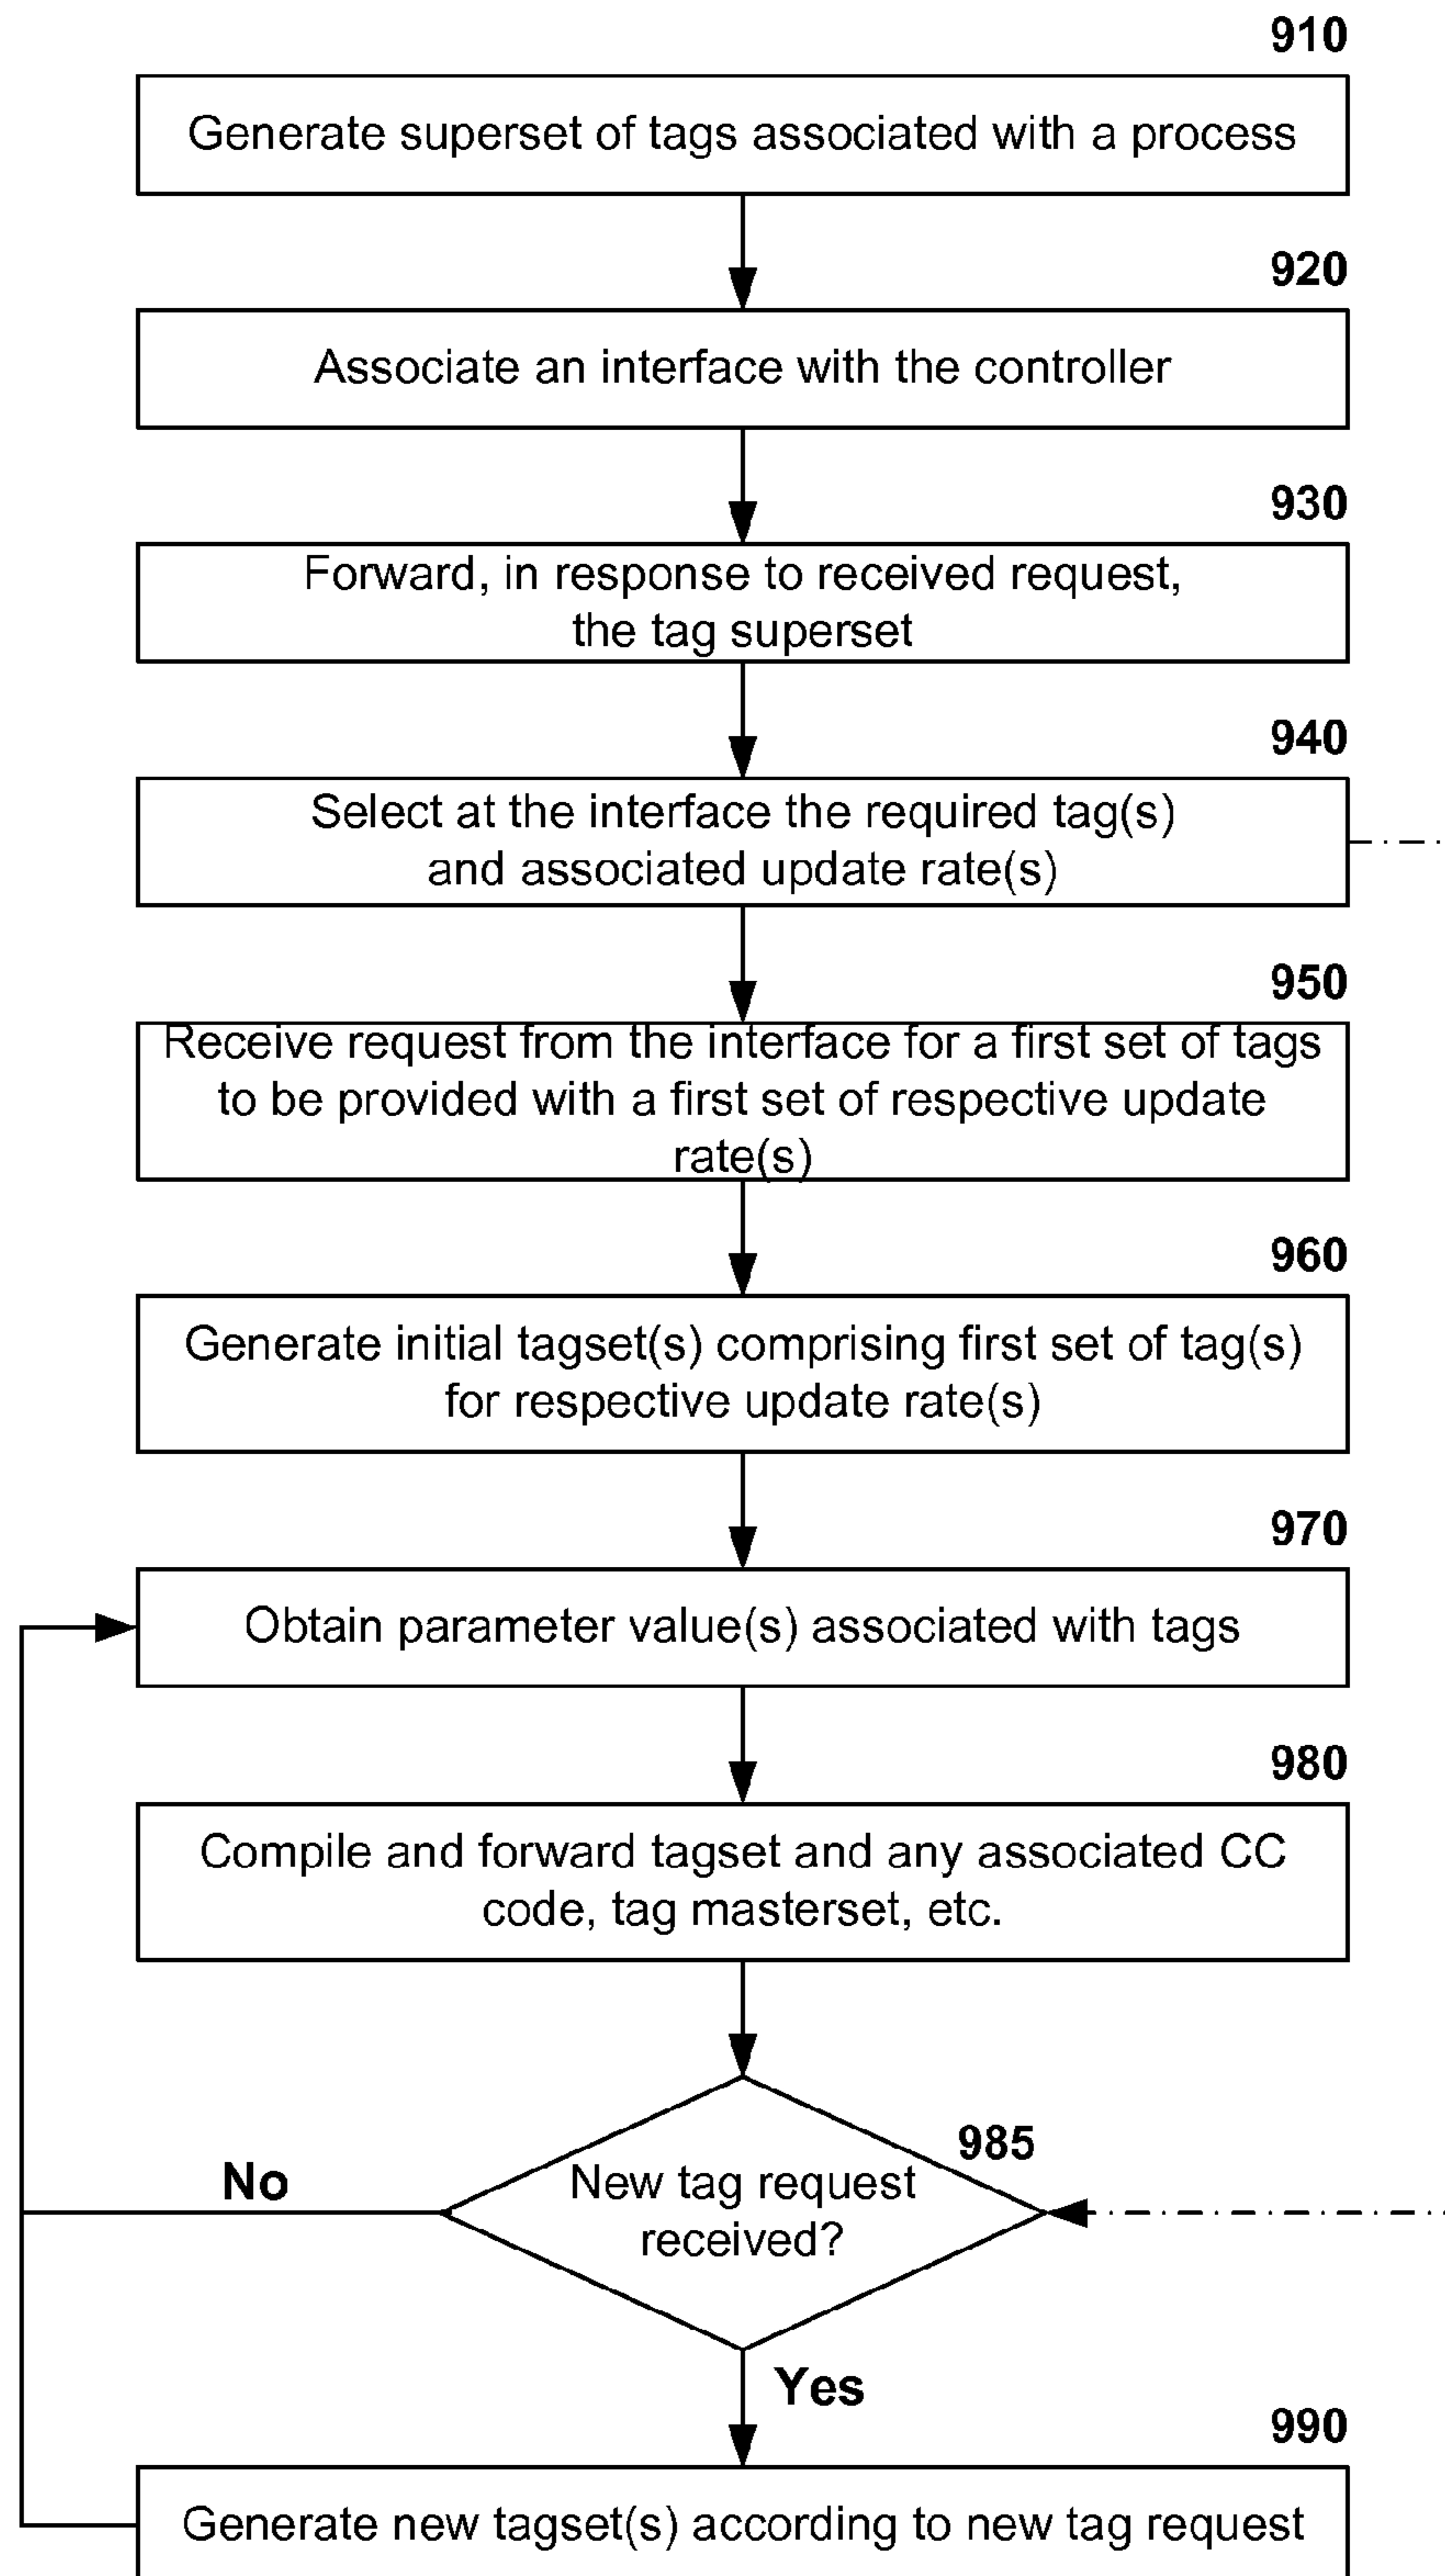 910
Generate superset of tags associated with a process
920
Associate an interface with the controller
930
Forward, in response to received request,
the tag superset
940
Select at the interface the required tag(s)
and associated update rate(s)
950
Receive request from the interface for a first set of tags
to be provided with a first set of respective update
rate(s)
960
Generate initial tagset(s) comprising first set of tag(s)
for respective update rate(s)
970
Obtain parameter value(s) associated with tags
980
Compile and forward tagset and any associated CC
code, tag masterset, etc.
985
No
New tag request
received?
Yes
990
Generate new tagset(s) according to new tag request